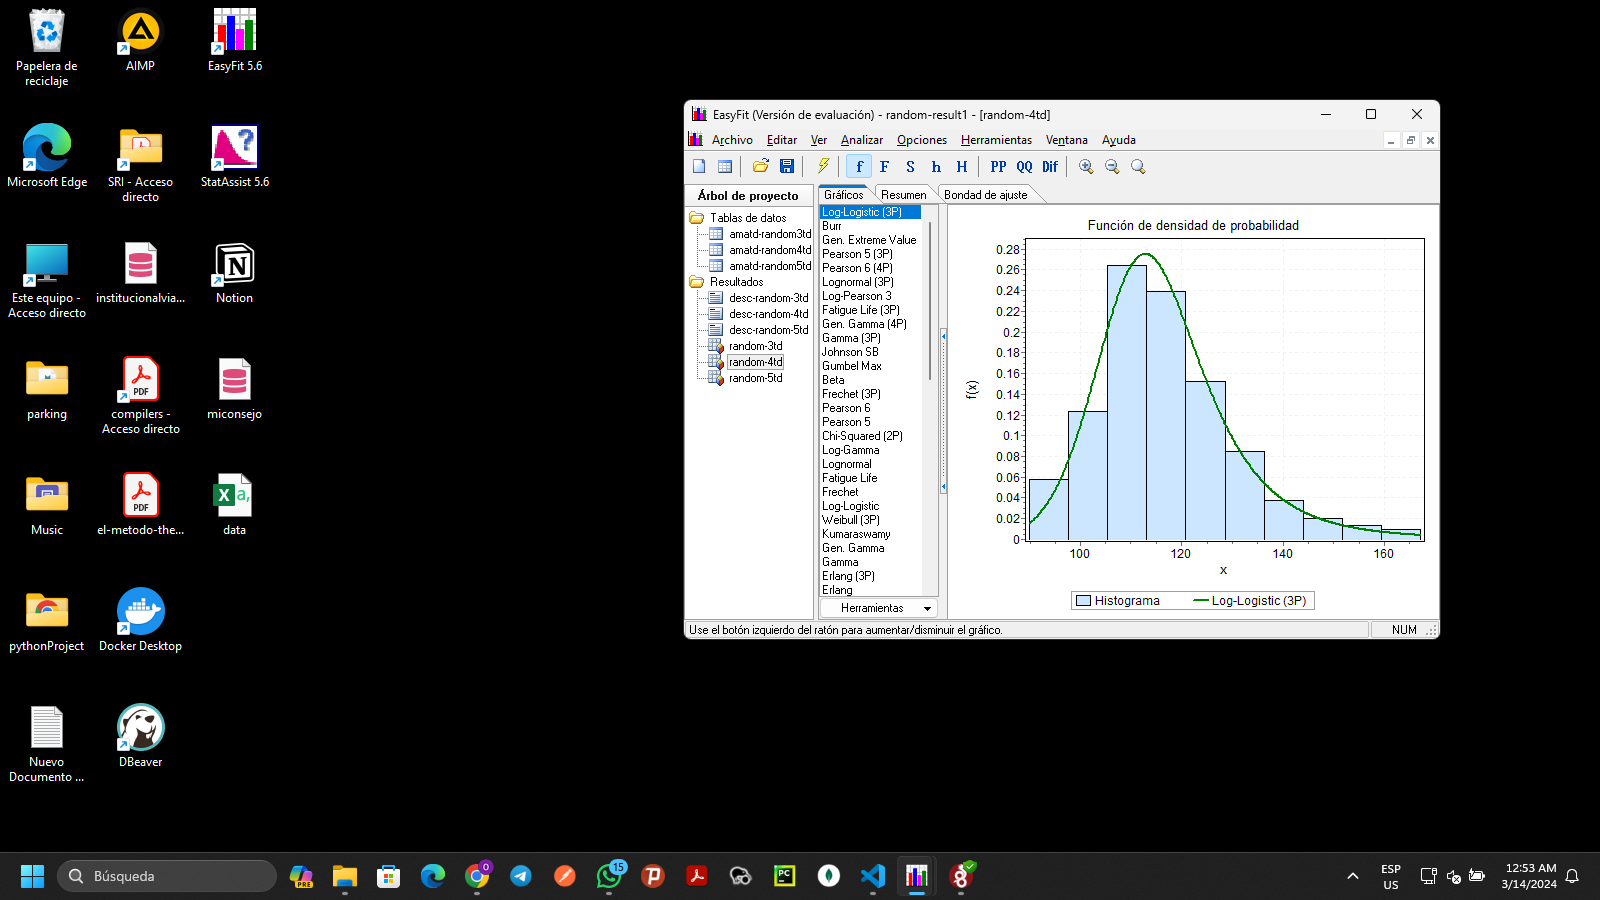 Papelera de
reciclaje
AIMP
EasyFit 5.6
Microsoft Edge
SRI - Acceso
directo
StatAssist 5.6
Este equipo -
Acceso directo
institucionalvia...
Notion
parking
PDF
compilers -
Acceso directo
miconsejo
Music
PDF
el-metodo-the...
data
pythonProject
Docker Desktop
Nuevo
Documento ...
DBeaver
EasyFit (Versión de evaluación) - random-result1 - [random-4td]
Archivo Editar Ver Analizar Opciones Herramientas Ventana Ayuda
f F S h H PP QQ Dif
Árbol de proyecto
Tablas de datos
amatd-random3td
amatd-random4td
amatd-random5td
Resultados
desc-random-3td
desc-random-4td
desc-random-5td
random-3td
random-4td
random-5td
Gráficos Resumen Bondad de ajuste
Log-Logistic (3P)
Burr
Gen. Extreme Value
Pearson 5 (3P)
Pearson 6 (4P)
Lognormal (3P)
Log-Pearson 3
Fatigue Life (3P)
Gen. Gamma (4P)
Gamma (3P)
Johnson SB
Gumbel Max
Beta
Frechet (3P)
Pearson 6
Pearson 5
Chi-Squared (2P)
Log-Gamma
Lognormal
Fatigue Life
Frechet
Log-Logistic
Weibull (3P)
Kumaraswamy
Gen. Gamma
Gamma
Erlang (3P)
Erlang
Herramientas
Función de densidad de probabilidad
f(x)
0.28
0.26
0.24
0.22
0.2
0.18
0.16
0.14
0.12
0.1
0.08
0.06
0.04
0.02
0
100 120 140 160
x
Histograma Log-Logistic (3P)
Use el botón izquierdo del ratón para aumentar/disminuir el gráfico.
NUM
Búsqueda
PRE
0
15
PC
ESP
US
12:53 AM
3/14/2024